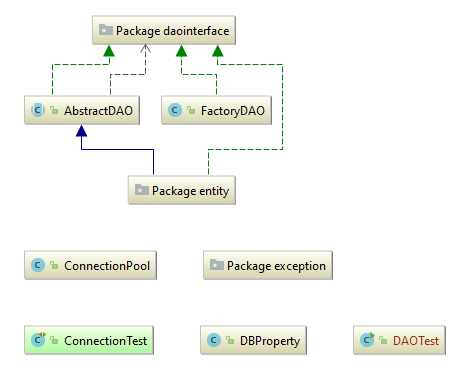 Package daointerface
AbstractDAO
FactoryDAO
Package entity
ConnectionPool
Package exception
ConnectionTest
DBProperty
DAOTest